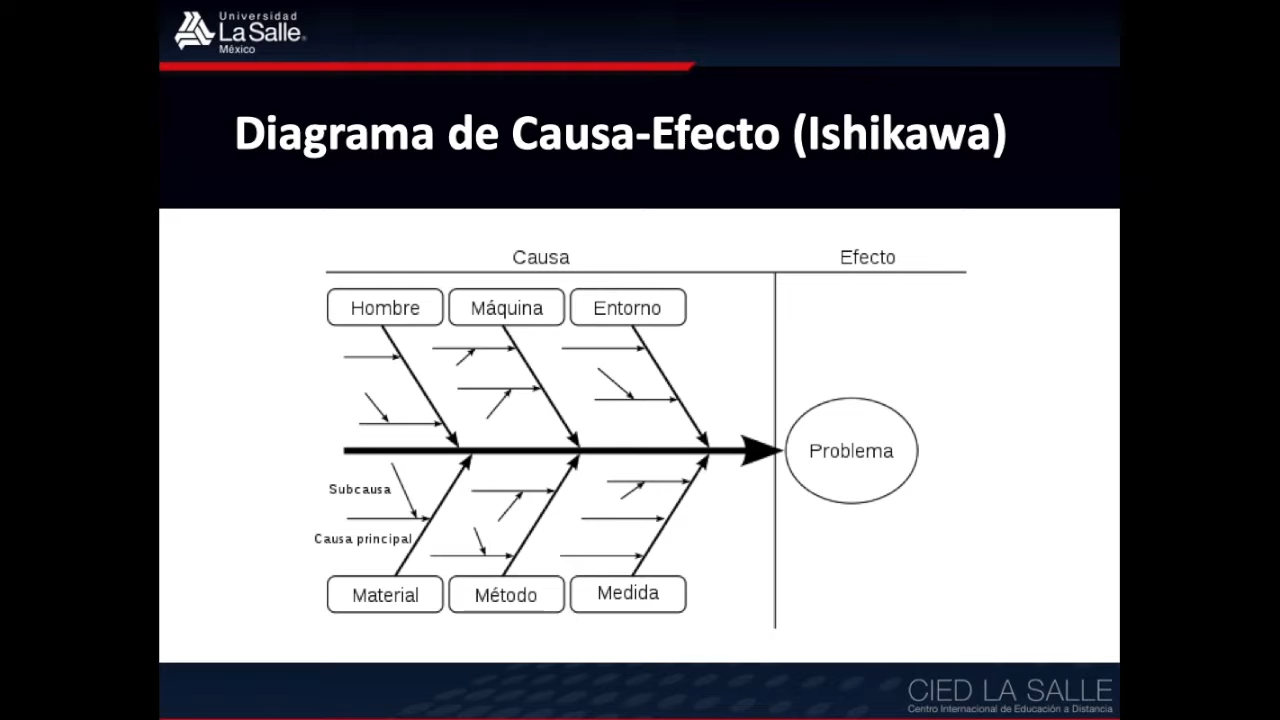 Universidad
La Salle®
México
Diagrama de Causa-Efecto (Ishikawa)
Causa
Efecto
Hombre
Máquina
Entorno
Problema
Subcausa
Causa principal
Material
Método
Medida
CIED LA SALLE
Centro Internacional de Educación a Distancia